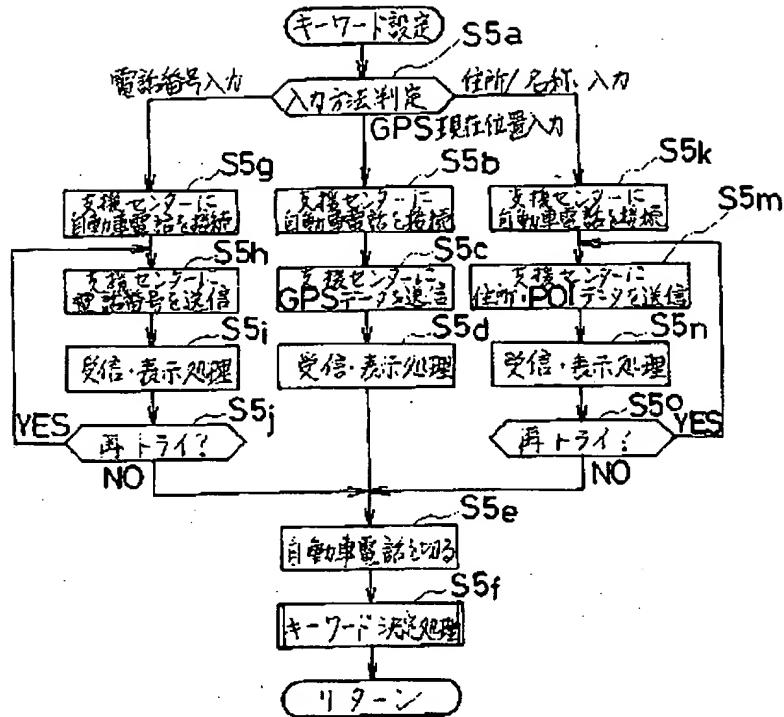 キーワード設定
S5a
電話番号入力
入力方法判定
住所/名称入力
GPS現在位置入力
S5g
S5b
S5k
支援センターに
自動車電話を接続
支援センターに
自動車電話を接続
支援センターに
自動車電話を接続
S5h
S5c
S5m
支援センターに
電話番号を送信
支援センターに
GPSデータを送信
支援センターに
住所・POIデータを送信
S5i
S5d
S5n
受信・表示処理
受信・表示処理
受信・表示処理
S5j
S5o
YES
再トライ?
再トライ?
YES
NO
NO
S5e
自動車電話を切る
S5f
キーワード決定処理
リターン